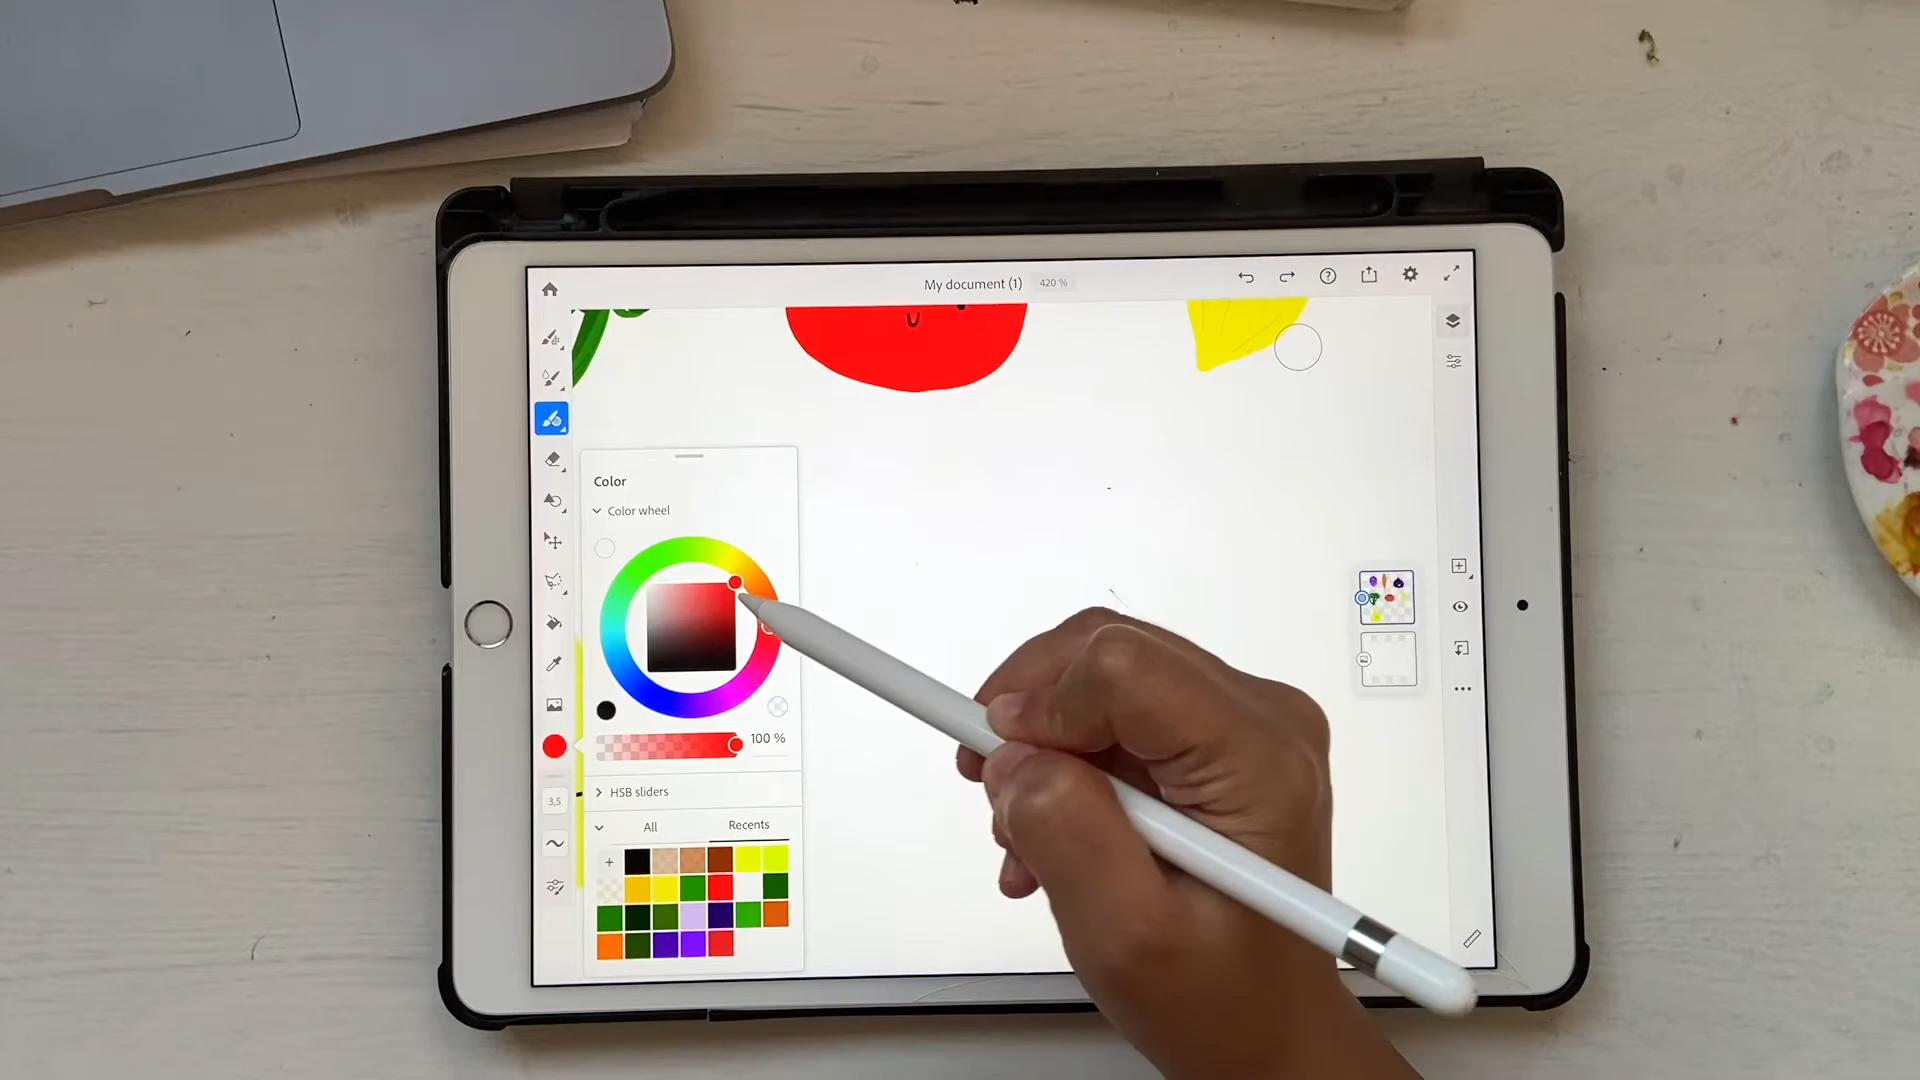 My document (1) 420 %
Color
Color wheel
100 %
HSB sliders
3,5
All Recents